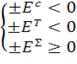 ±E^c < 0
±E^T < 0
±E^Σ ≥ 0